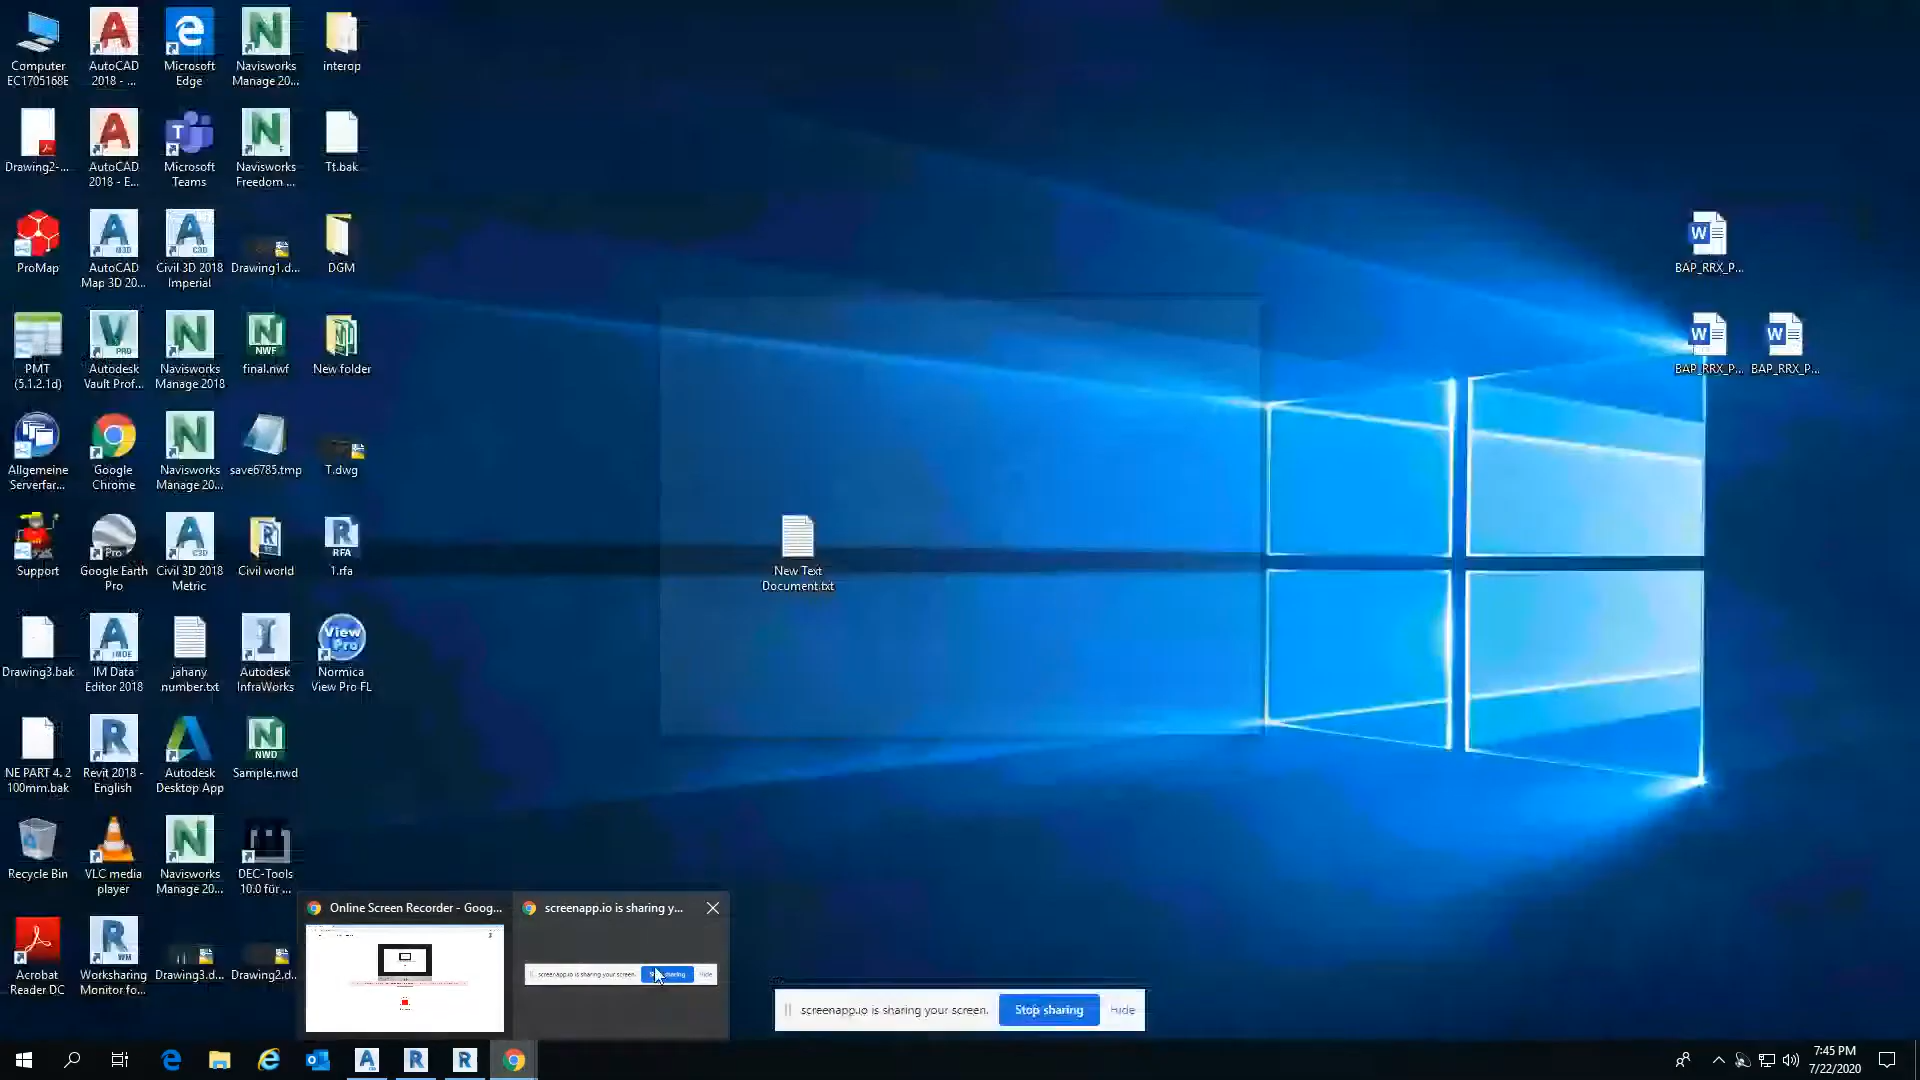 Computer
EC1705168E
AutoCAD
2018 - ...
Microsoft
Edge
Navisworks
Manage 20...
interop
Drawing2-...
AutoCAD
2018 - E...
Microsoft
Teams
Navisworks
Freedom ...
Tt.bak
ProMap
AutoCAD
Map 3D 20...
Civil 3D 2018
Imperial
Drawing1.d...
DGM
BAP_RRX_P...
PMT
(5.1.2.1d)
Autodesk
Vault Prof...
Navisworks
Manage 2018
final.nwf
New folder
BAP_RRX_P...
BAP_RRX_P...
Allgemeine
Serverfar...
Google
Chrome
Navisworks
Manage 20...
save6785.tmp
T.dwg
Support
Google Earth
Pro
Civil 3D 2018
Metric
Civil world
1.rfa
New Text
Document.txt
Drawing3.bak
IM Data
Editor 2018
jahany
number.txt
Autodesk
InfraWorks
Normica
View Pro FL
NE PART 4, 2
100mm.bak
Revit 2018 -
English
Autodesk
Desktop App
Sample.nwd
Recycle Bin
VLC media
player
Navisworks
Manage 20...
DEC-Tools
10.0 für ...
Acrobat
Reader DC
Worksharing
Monitor fo...
Drawing3.d...
Drawing2.d...
Online Screen Recorder - Goog...
screenapp.io is sharing y...
screenapp.io is sharing your screen.
Hide
screenapp.io is sharing your screen.
Stop sharing
Hide
7:45 PM
7/22/2020